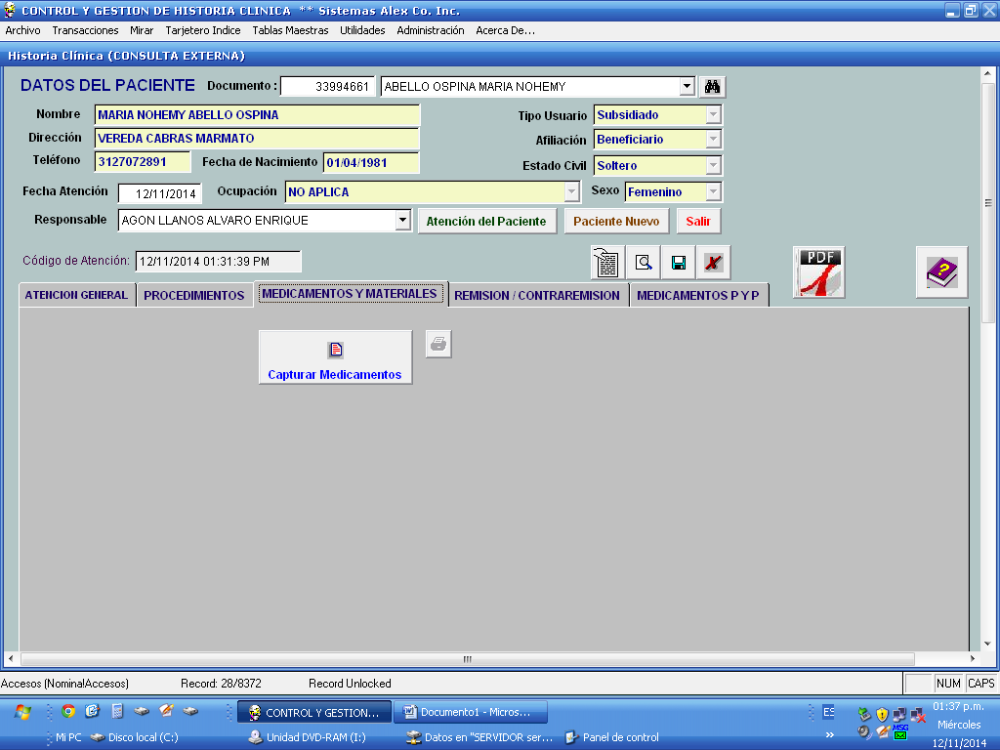 CONTROL Y GESTION DE HISTORIA CLINICA ** Sistemas Alex Co. Inc.
Archivo Transacciones Mirar Tarjetero Indice Tablas Maestras Utilidades Administración Acerca De...
Historia Clínica (CONSULTA EXTERNA)
DATOS DEL PACIENTE Documento : 33994661 ABELLO OSPINA MARIA NOHEMY
Nombre MARIA NOHEMY ABELLO OSPINA Tipo Usuario Subsidiado
Dirección VEREDA CABRAS MARMATO Afiliación Beneficiario
Teléfono 3127072891 Fecha de Nacimiento 01/04/1981 Estado Civil Soltero
Fecha Atención 12/11/2014 Ocupación NO APLICA Sexo Femenino
Responsable AGON LLANOS ALVARO ENRIQUE Atención del Paciente Paciente Nuevo Salir
Código de Atención: 12/11/2014 01:31:39 PM PDF
ATENCION GENERAL PROCEDIMIENTOS MEDICAMENTOS Y MATERIALES REMISION / CONTRAREMISION MEDICAMENTOS P Y P
Capturar Medicamentos
Accesos (NominalAccesos) Record: 28/8372 Record Unlocked NUM CAPS
CONTROL Y GESTION... Documento1 - Micros... ES 01:37 p.m.
MSG Miércoles
Mi PC Disco local (C:) Unidad DVD-RAM (I:) Datos en "SERVIDOR ser... Panel de control » 12/11/2014